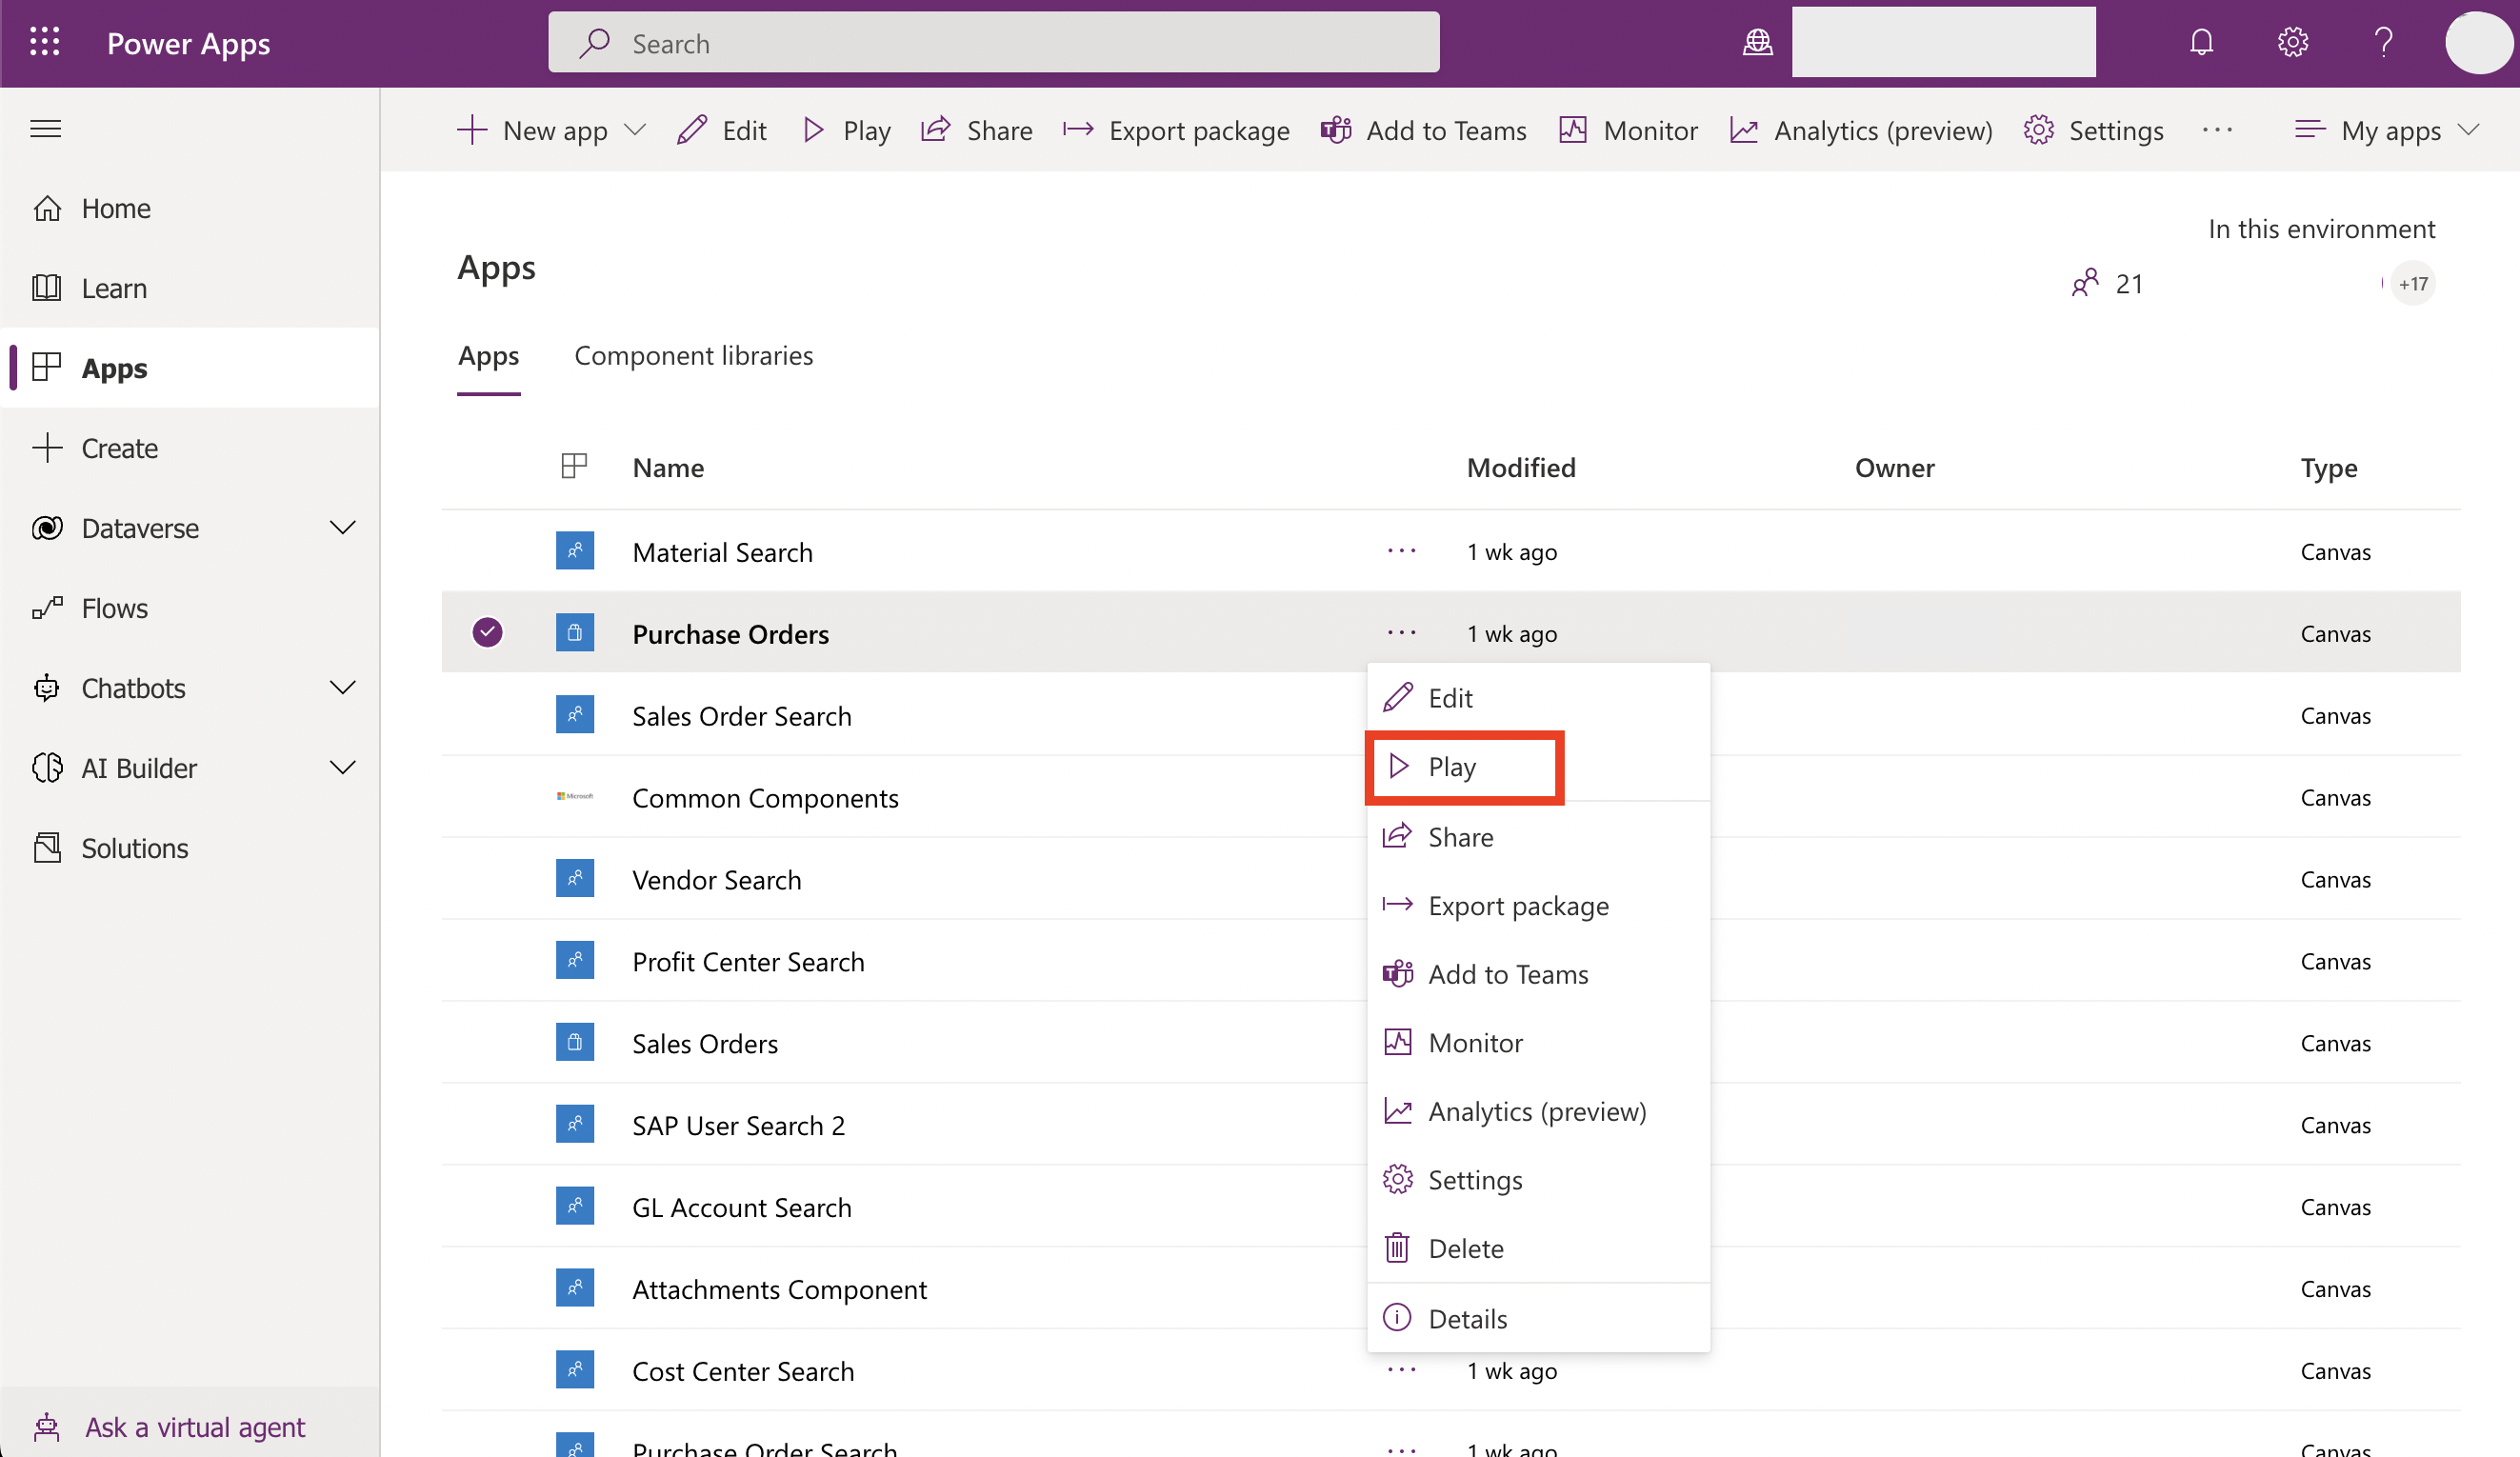 Power Apps
Search
New app
Edit
Play
Share
Export package
Add to Teams
Monitor
Analytics (preview)
Settings
My apps
Home
Learn
Apps
Create
Dataverse
Flows
Chatbots
AI Builder
Solutions
Ask a virtual agent
In this environment
Apps
21
+17
Apps Component libraries
Name Modified Owner Type
Material Search 1 wk ago Canvas
Purchase Orders 1 wk ago Canvas
Sales Order Search Canvas
Microsoft Common Components Canvas
Vendor Search Canvas
Profit Center Search Canvas
Sales Orders Canvas
SAP User Search 2 Canvas
GL Account Search Canvas
Attachments Component Canvas
Cost Center Search 1 wk ago Canvas
Purchase Order Search 1 wk ago Canvas
Edit
Play
Share
Export package
Add to Teams
Monitor
Analytics (preview)
Settings
Delete
Details